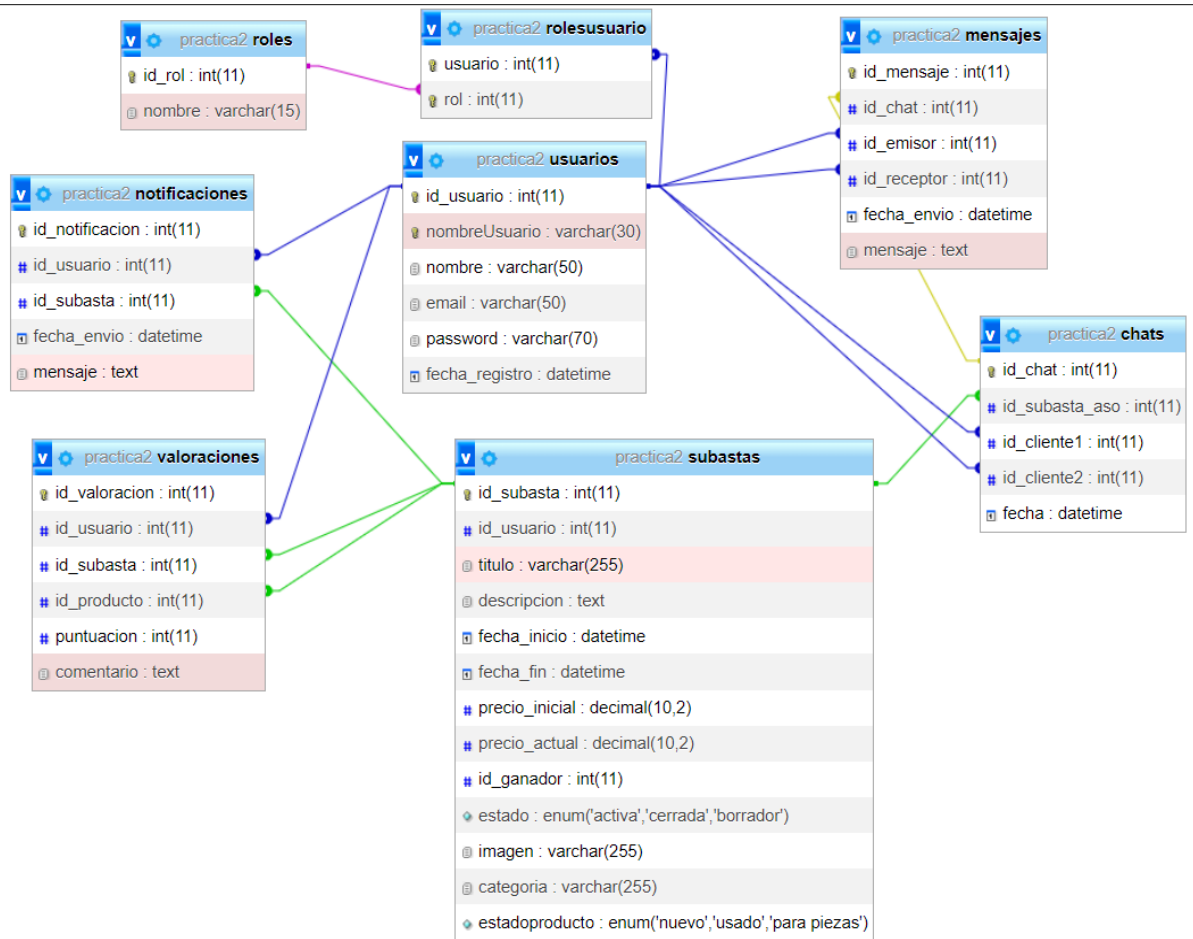 practica2 roles
id_rol : int(11)
nombre : varchar(15)
practica2 rolesusuario
usuario : int(11)
rol : int(11)
practica2 mensajes
id_mensaje : int(11)
id_chat : int(11)
id_emisor : int(11)
id_receptor : int(11)
fecha_envio : datetime
mensaje : text
practica2 usuarios
id_usuario : int(11)
nombreUsuario : varchar(30)
nombre : varchar(50)
email : varchar(50)
password : varchar(70)
fecha_registro : datetime
practica2 notificaciones
id_notificacion : int(11)
id_usuario : int(11)
id_subasta : int(11)
fecha_envio : datetime
mensaje : text
practica2 chats
id_chat : int(11)
id_subasta_aso : int(11)
id_cliente1 : int(11)
id_cliente2 : int(11)
fecha : datetime
practica2 valoraciones
id_valoracion : int(11)
id_usuario : int(11)
id_subasta : int(11)
id_producto : int(11)
puntuacion : int(11)
comentario : text
practica2 subastas
id_subasta : int(11)
id_usuario : int(11)
titulo : varchar(255)
descripcion : text
fecha_inicio : datetime
fecha_fin : datetime
precio_inicial : decimal(10,2)
precio_actual : decimal(10,2)
id_ganador : int(11)
estado : enum('activa','cerrada','borrador')
imagen : varchar(255)
categoria : varchar(255)
estadoproducto : enum('nuevo','usado','para piezas')